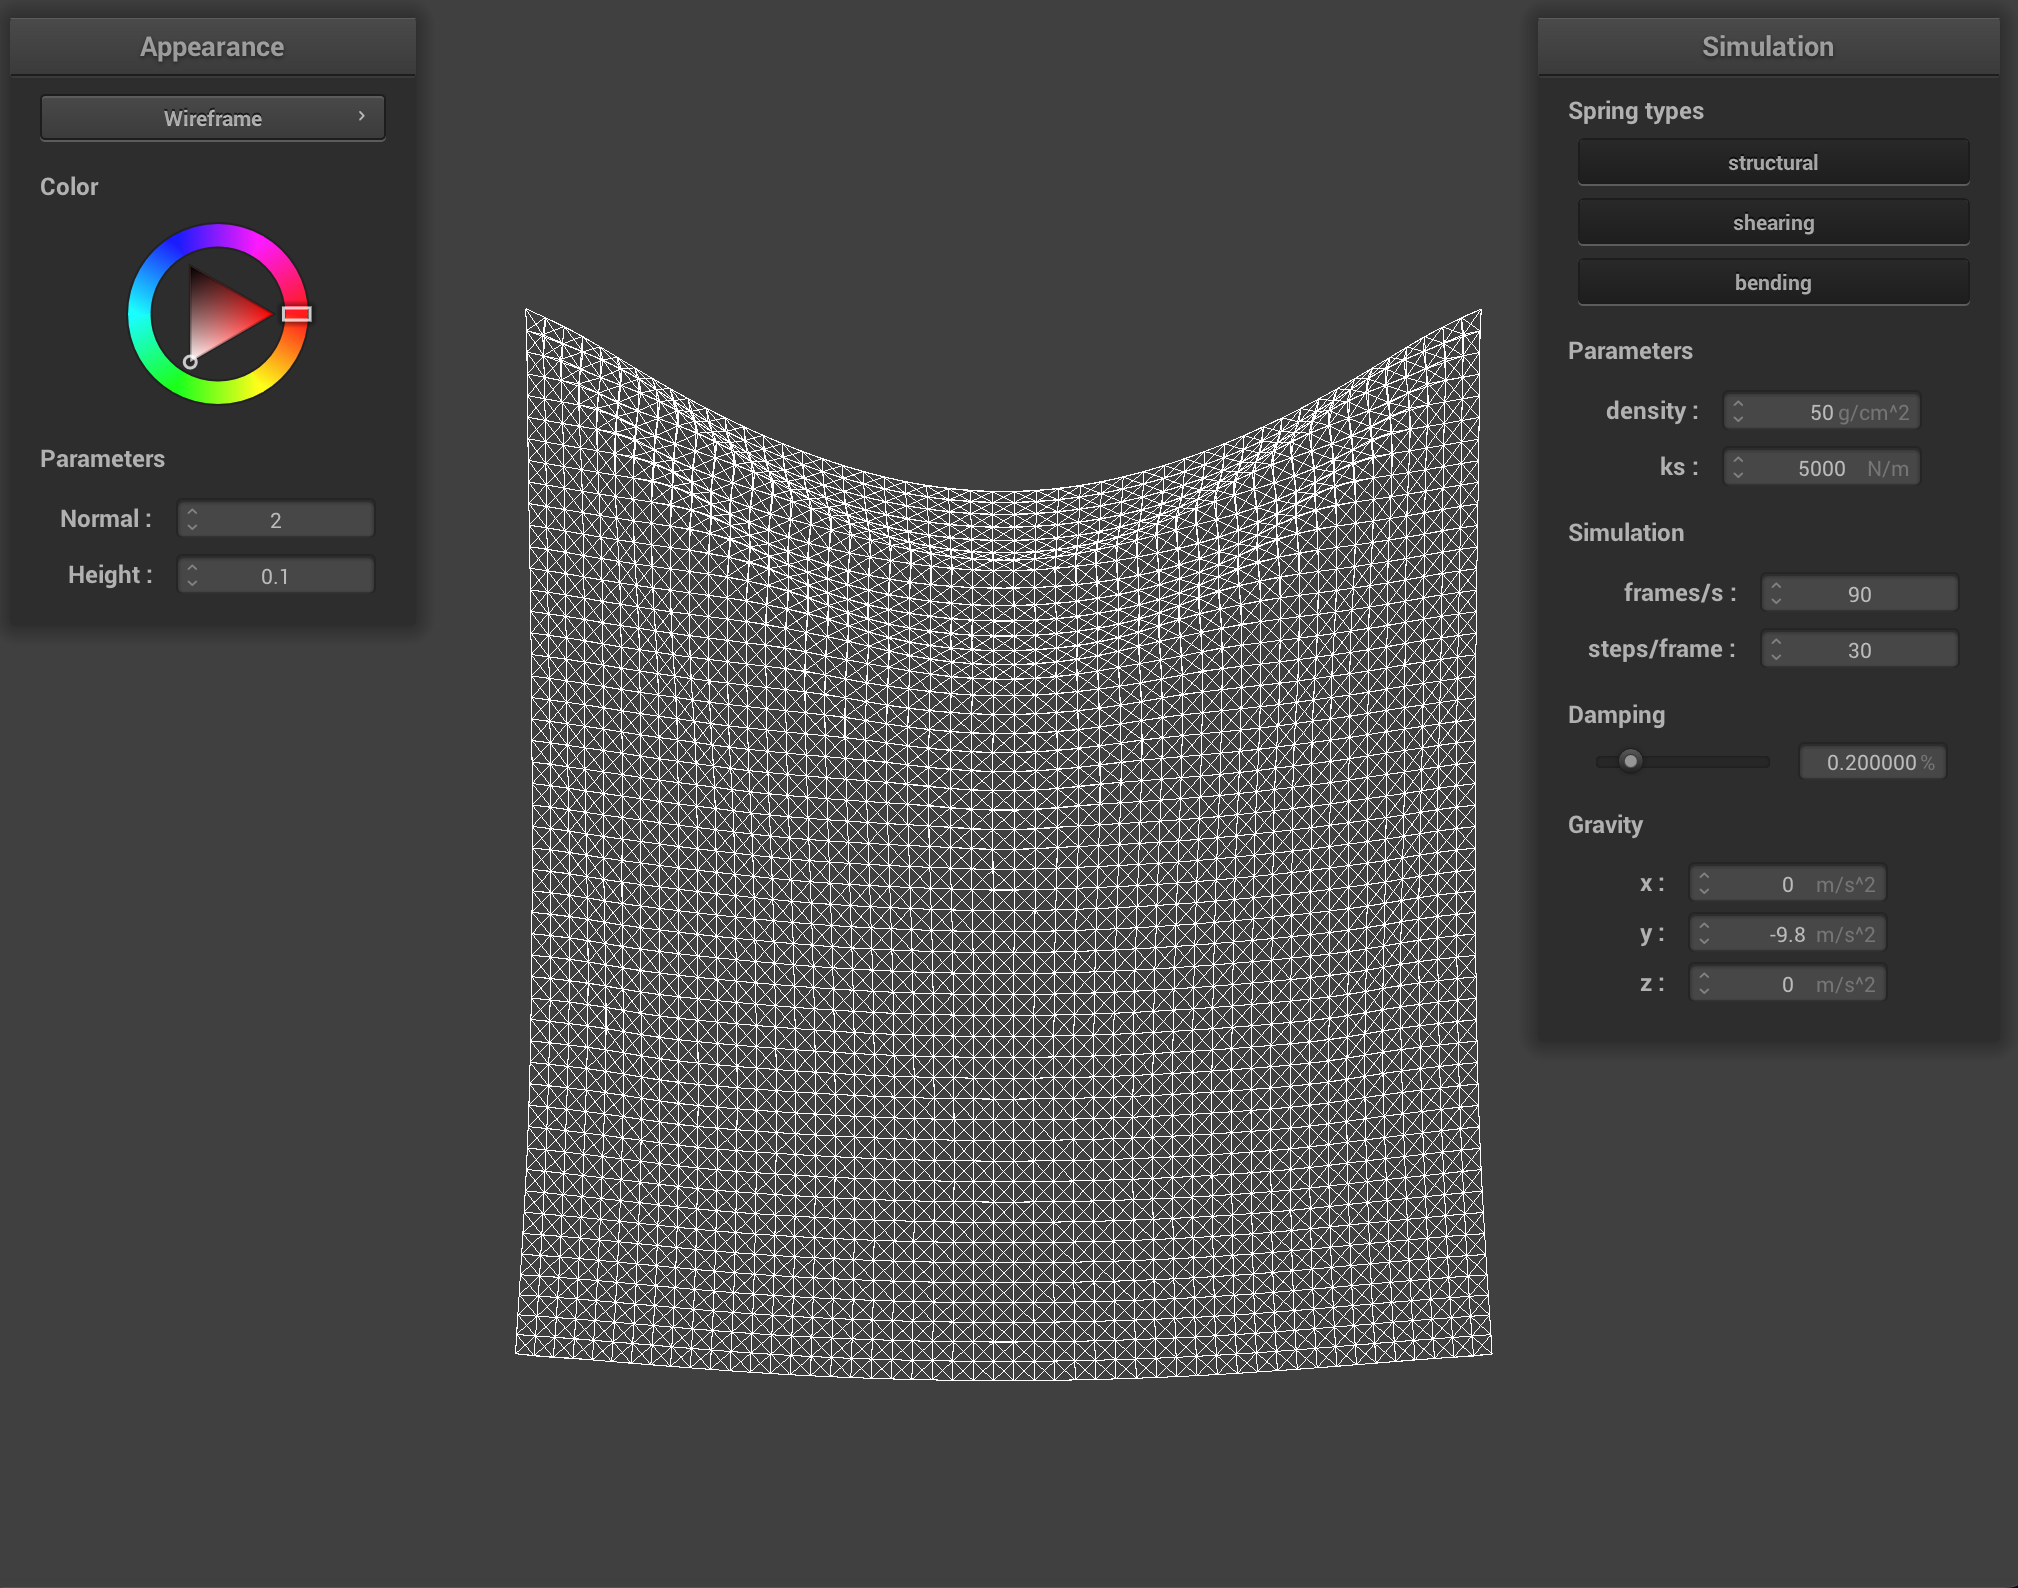 Appearance
Wireframe
Color
Parameters
Normal : 2
Height : 0.1
Simulation
Spring types
structural
shearing
bending
Parameters
density : 50 g/cm^2
ks : 5000 N/m
Simulation
frames/s : 90
steps/frame : 30
Damping
0.200000 %
Gravity
x : 0 m/s^2
y : -9.8 m/s^2
z : 0 m/s^2